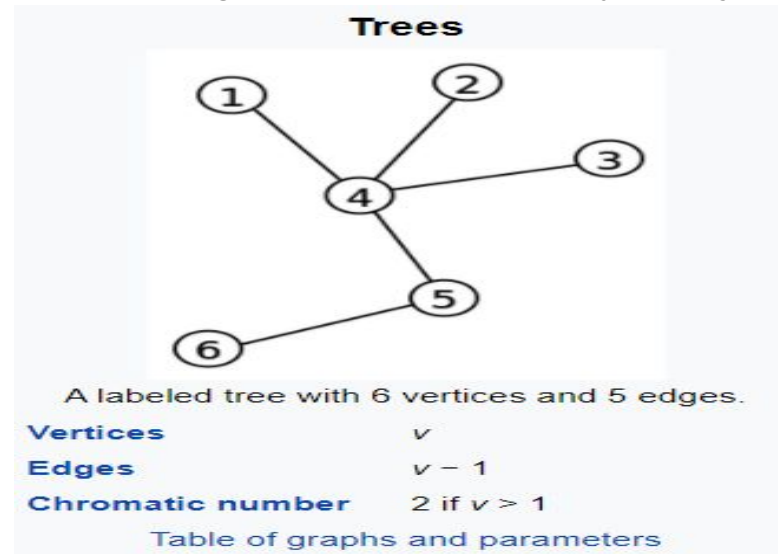 Trees
1
2
3
4
5
6
A labeled tree with 6 vertices and 5 edges.
Vertices v
Edges v − 1
Chromatic number 2 if v > 1
Table of graphs and parameters